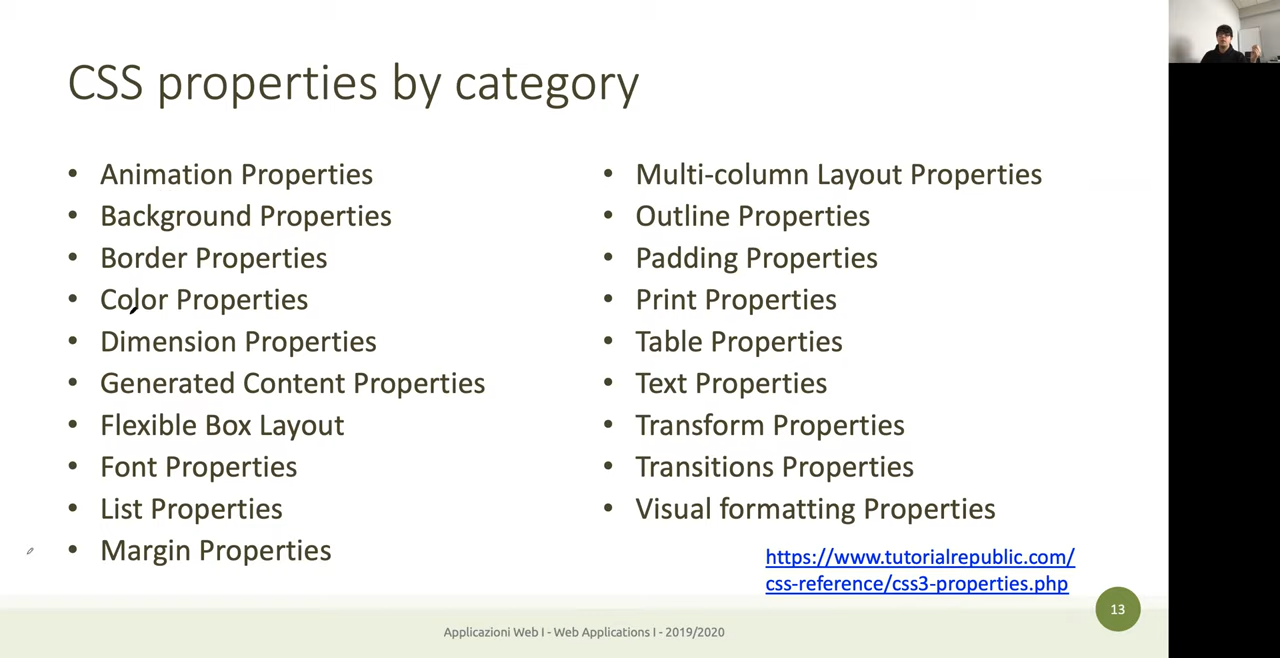 CSS properties by category
• Animation Properties
• Background Properties
• Border Properties
• Color Properties
• Dimension Properties
• Generated Content Properties
• Flexible Box Layout
• Font Properties
• List Properties
• Margin Properties
• Multi-column Layout Properties
• Outline Properties
• Padding Properties
• Print Properties
• Table Properties
• Text Properties
• Transform Properties
• Transitions Properties
• Visual formatting Properties
https://www.tutorialrepublic.com/
css-reference/css3-properties.php
13
Applicazioni Web I - Web Applications I - 2019/2020